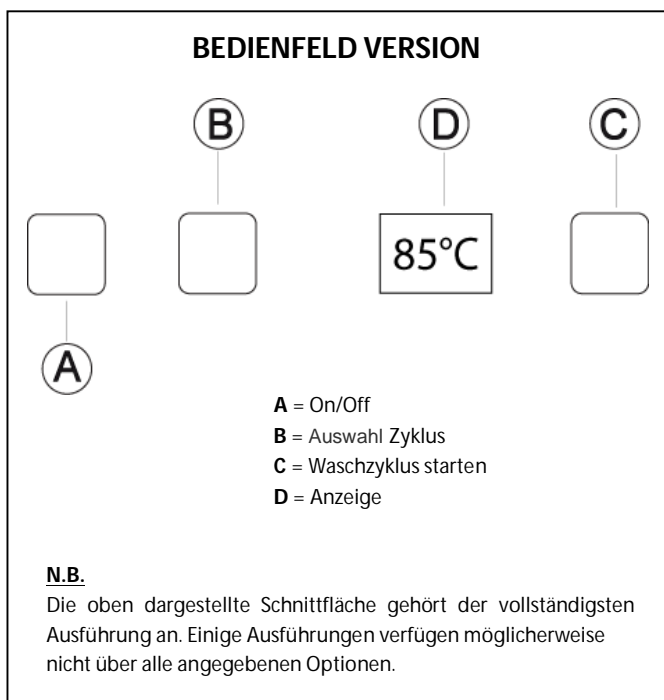 BEDIENFELD VERSION
B D C
85°C
A
A = On/Off
B = Auswahl Zyklus
C = Waschzyklus starten
D = Anzeige
N.B.
Die oben dargestellte Schnittfläche gehört der vollständigsten
Ausführung an. Einige Ausführungen verfügen möglicherweise
nicht über alle angegebenen Optionen.